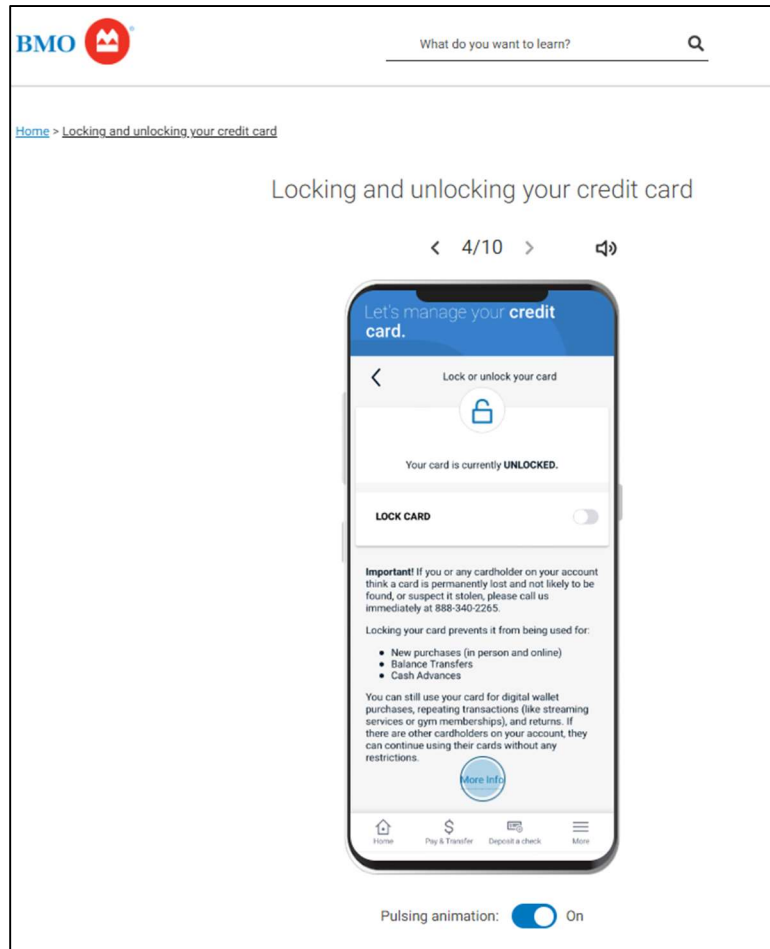 BMO
What do you want to learn?
Home > Locking and unlocking your credit card
Locking and unlocking your credit card
4/10
Let's manage your credit
card.
Lock or unlock your card
Your card is currently UNLOCKED.
LOCK CARD
Important! If you or any cardholder on your account
think a card is permanently lost and not likely to be
found, or suspect it stolen, please call us
immediately at 888-340-2265.
Locking your card prevents it from being used for:
• New purchases (in person and online)
• Balance Transfers
• Cash Advances
You can still use your card for digital wallet
purchases, repeating transactions (like streaming
services or gym memberships), and returns. If
there are other cardholders on your account, they
can continue using their cards without any
restrictions.
More Info
Home Pay & Transfer Deposit a check More
Pulsing animation: On